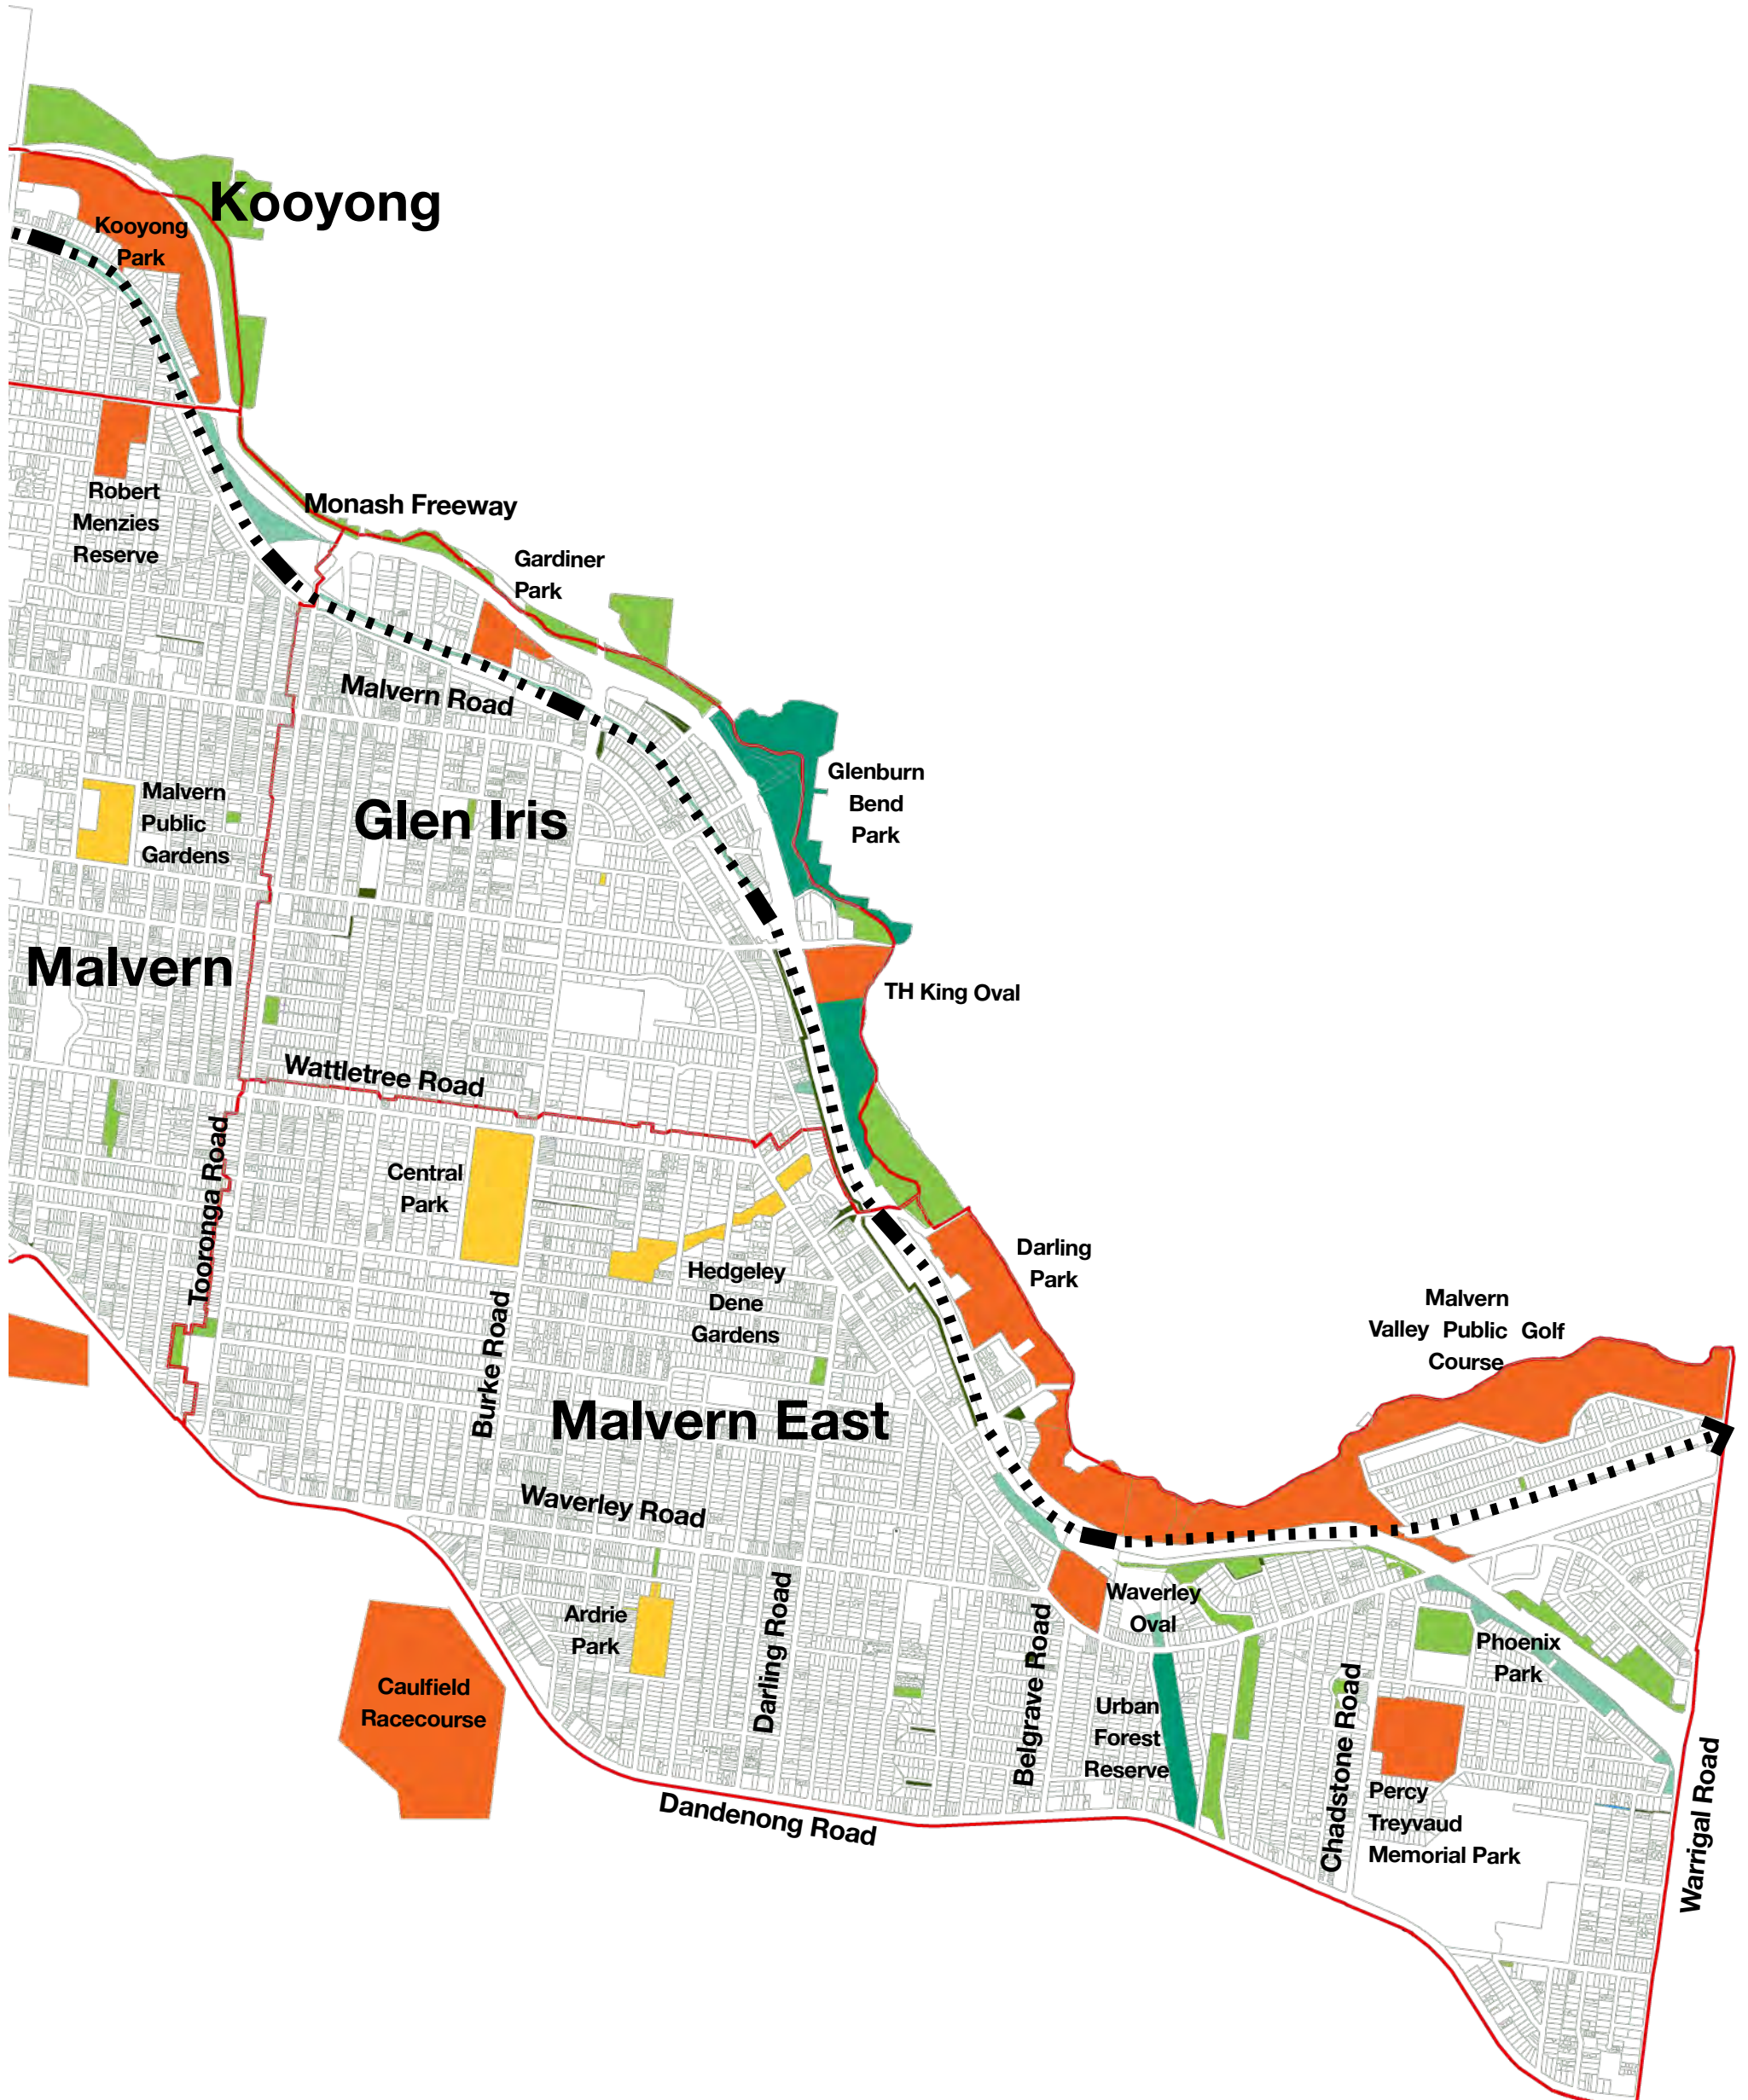 Kooyong
Kooyong
Park
Robert
Menzies
Reserve
Monash Freeway
Gardiner
Park
Malvern Road
Glenburn
Bend
Park
Malvern
Public
Gardens
Glen Iris
Malvern
TH King Oval
Wattletree Road
Tooronga Road
Central
Park
Hedgeley
Dene
Gardens
Darling
Park
Burke Road
Malvern
Valley Public Golf
Course
Malvern East
Waverley Road
Ardrie
Park
Darling Road
Belgrave Road
Waverley
Oval
Phoenix
Park
Caulfield
Racecourse
Urban
Forest
Reserve
Chadstone Road
Percy
Treyvaud
Memorial Park
Warrigal Road
Dandenong Road